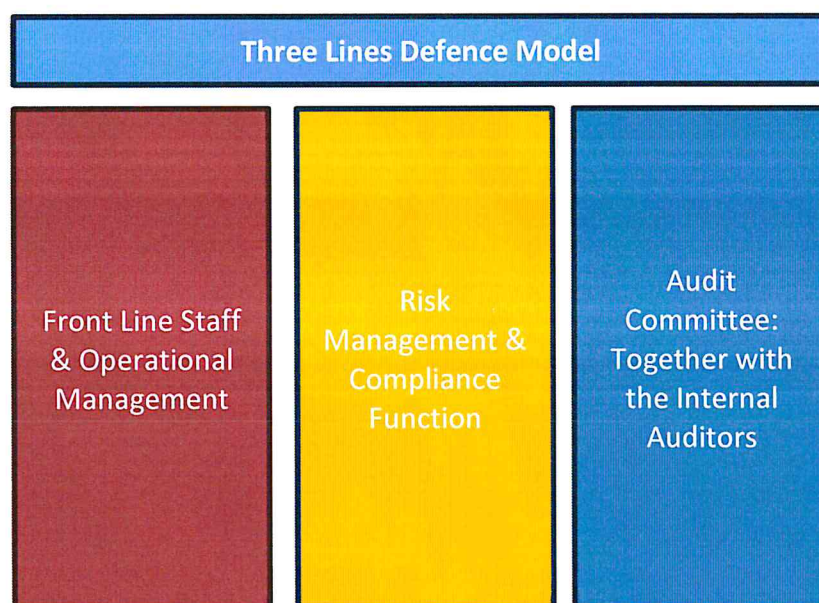 Three Lines Defence Model
Front Line Staff
& Operational
Management
Risk
Management &
Compliance
Function
Audit
Committee:
Together with
the Internal
Auditors